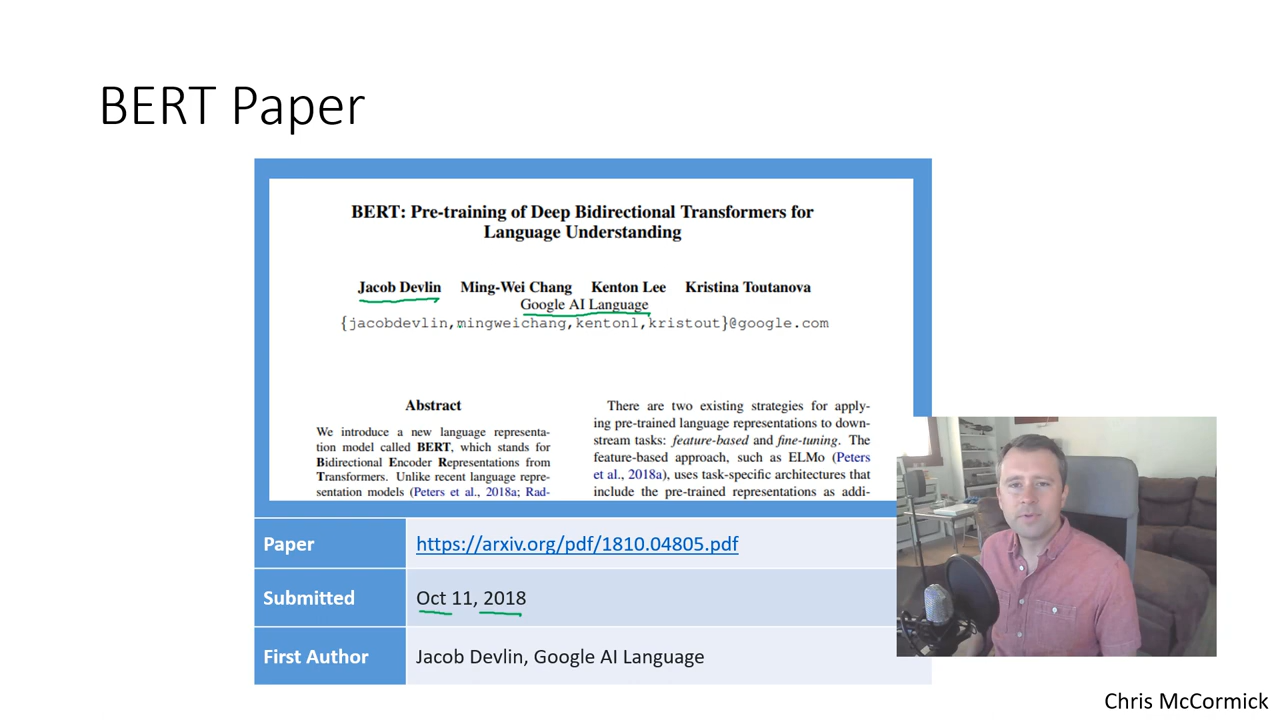 BERT Paper
BERT: Pre-training of Deep Bidirectional Transformers for
Language Understanding
Jacob Devlin Ming-Wei Chang Kenton Lee Kristina Toutanova
Google AI Language
{jacobdevlin,mingweichang,kentonl,kristout}@google.com
Abstract
We introduce a new language representa-
tion model called BERT, which stands for
Bidirectional Encoder Representations from
Transformers. Unlike recent language repre-
sentation models (Peters et al., 2018a; Rad-
There are two existing strategies for apply-
ing pre-trained language representations to down-
stream tasks: feature-based and fine-tuning. The
feature-based approach, such as ELMo (Peters
et al., 2018a), uses task-specific architectures that
include the pre-trained representations as addi-
Paper https://arxiv.org/pdf/1810.04805.pdf
Submitted Oct 11, 2018
First Author Jacob Devlin, Google AI Language
Chris McCormick